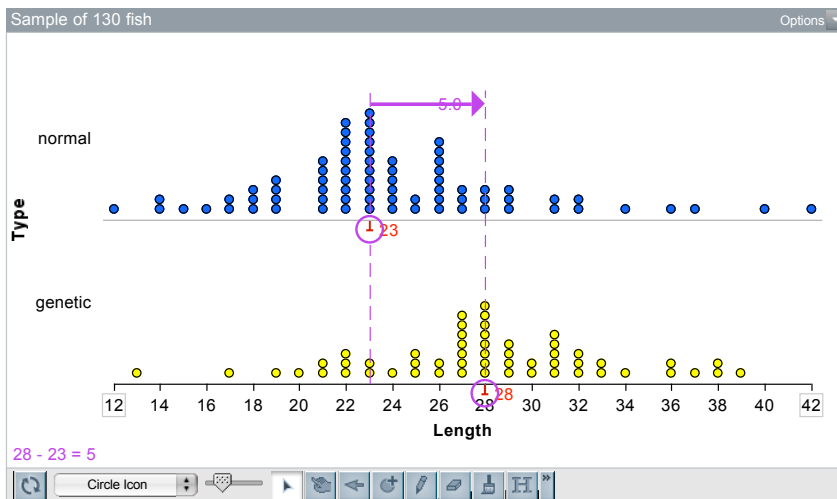 Sample of 130 fish Options
5.0
normal
Type
23
genetic
28
12 14 16 18 20 22 24 26 28 30 32 34 36 38 40 42
Length
28 - 23 = 5
Circle Icon